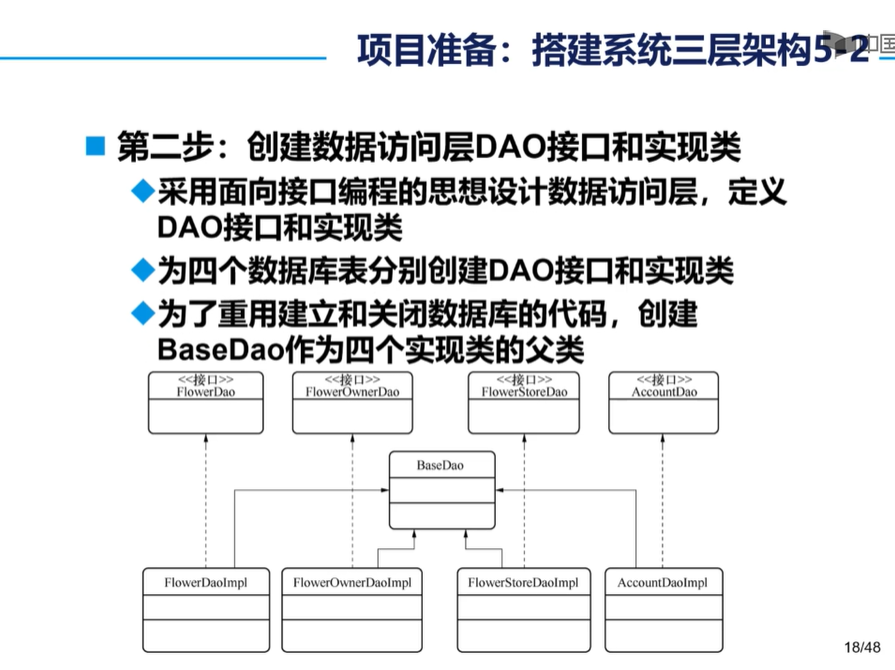 项目准备：搭建系统三层架构5-2
中国
第二步：创建数据访问层DAO接口和实现类
采用面向接口编程的思想设计数据访问层，定义
DAO接口和实现类
为四个数据库表分别创建DAO接口和实现类
为了重用建立和关闭数据库的代码，创建
BaseDao作为四个实现类的父类
<<接口>>
FlowerDao
<<接口>>
FlowerOwnerDao
<<接口>>
FlowerStoreDao
<<接口>>
AccountDao
BaseDao
FlowerDaoImpl
FlowerOwnerDaoImpl
FlowerStoreDaoImpl
AccountDaoImpl
18/48